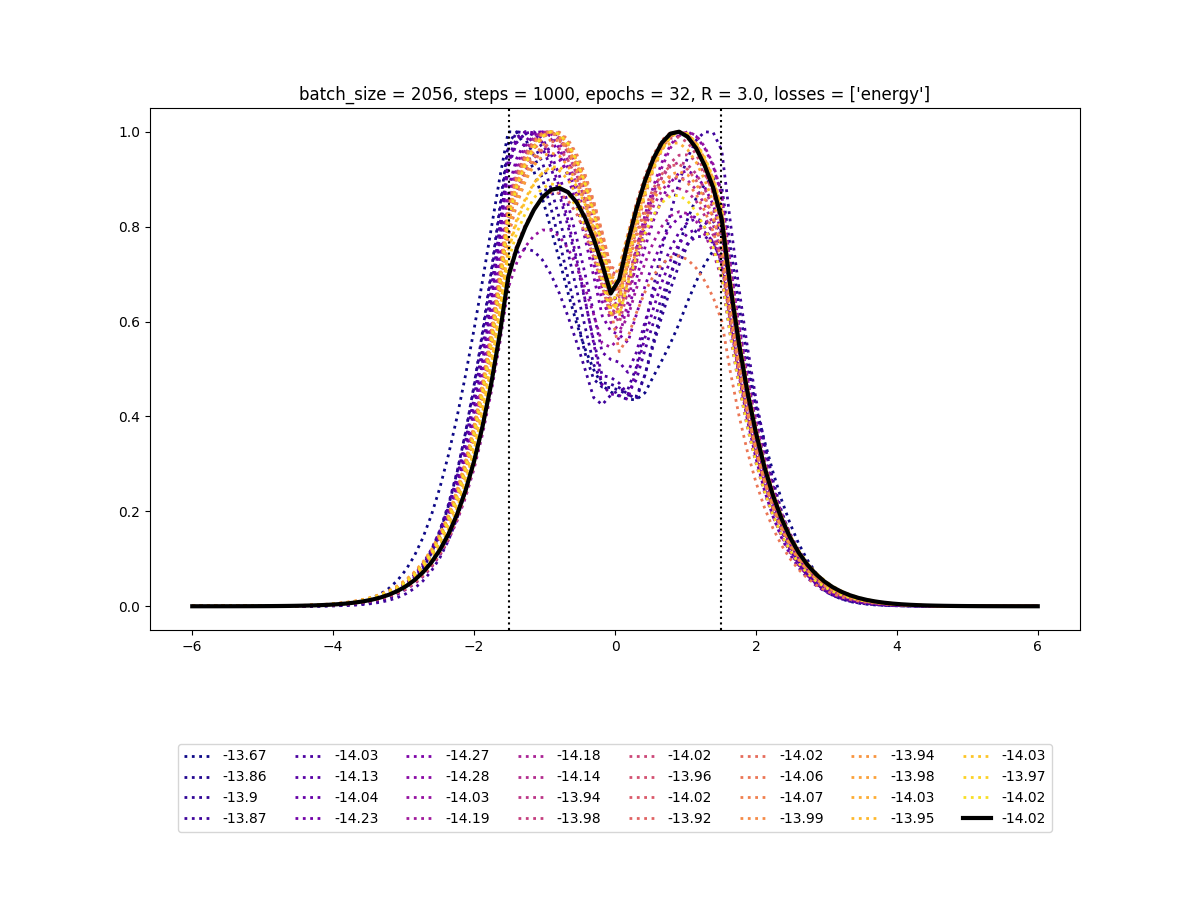 batch_size = 2056, steps = 1000, epochs = 32, R = 3.0, losses = ['energy']
1.0
0.8
0.6
0.4
0.2
0.0
−6 −4 −2 0 2 4 6
-13.67 -14.03 -14.27 -14.18 -14.02 -14.02 -13.94 -14.03
-13.86 -14.13 -14.28 -14.14 -13.96 -14.06 -13.98 -13.97
-13.9 -14.04 -14.03 -13.94 -14.02 -14.07 -14.03 -14.02
-13.87 -14.23 -14.19 -13.98 -13.92 -13.99 -13.95 -14.02